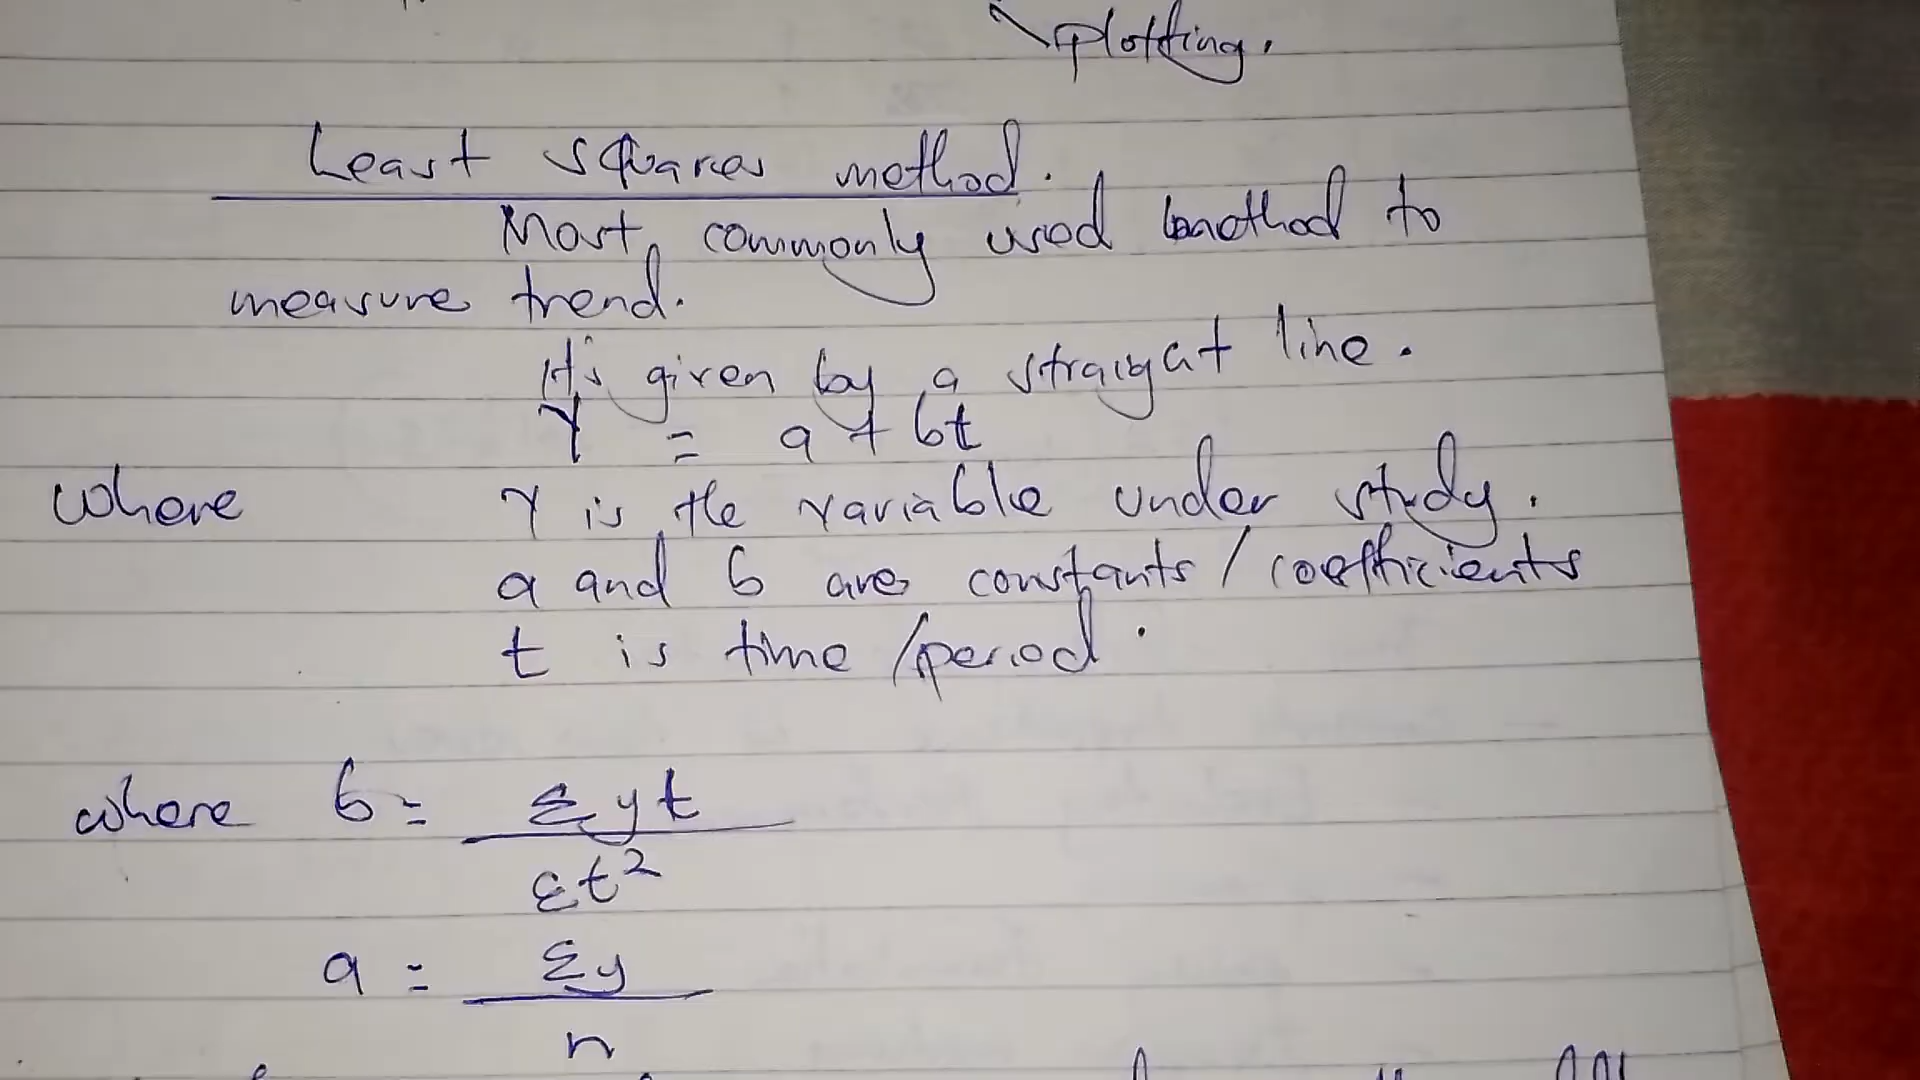 plotting.
Least squares method.
Most commonly used method to
measure trend.
It's given by a straight line.
Y = a + bt
where Y is the variable under study.
a and b are constants / coefficients
t is time / period.
where b = Σyt
Σt²
a = Σy
n